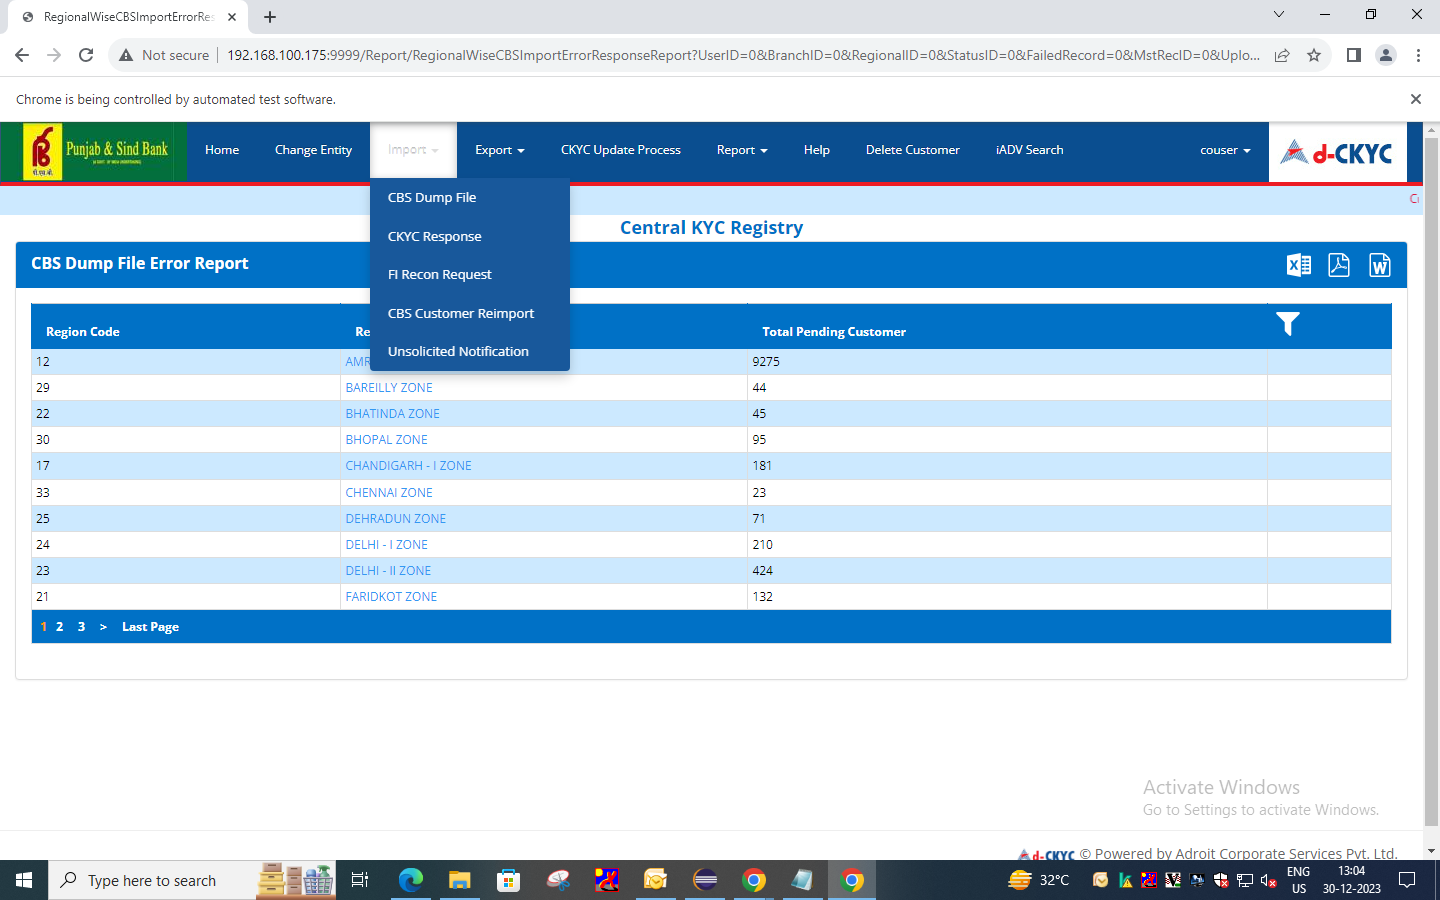 RegionalWiseCBSImportErrorRes
Not secure
192.168.100.175:9999/Report/RegionalWiseCBSImportErrorResponseReport?UserID=0&BranchID=0&RegionalID=0&StatusID=0&FailedRecord=0&MstRecID=0&Uplo...
Chrome is being controlled by automated test software.
Punjab & Sind Bank
Home
Change Entity
Import
Export
CKYC Update Process
Report
Help
Delete Customer
iADV Search
couser
d-CKYC
CBS Dump File
CKYC Response
FI Recon Request
CBS Customer Reimport
Unsolicited Notification
Central KYC Registry
CBS Dump File Error Report
Region Code
Re
Total Pending Customer
12 AMR 9275
29 BAREILLY ZONE 44
22 BHATINDA ZONE 45
30 BHOPAL ZONE 95
17 CHANDIGARH - I ZONE 181
33 CHENNAI ZONE 23
25 DEHRADUN ZONE 71
24 DELHI - I ZONE 210
23 DELHI - II ZONE 424
21 FARIDKOT ZONE 132
1 2 3 > Last Page
Activate Windows
Go to Settings to activate Windows.
d-CKYC © Powered by Adroit Corporate Services Pvt. Ltd.
Type here to search
32°C
ENG
US
13:04
30-12-2023